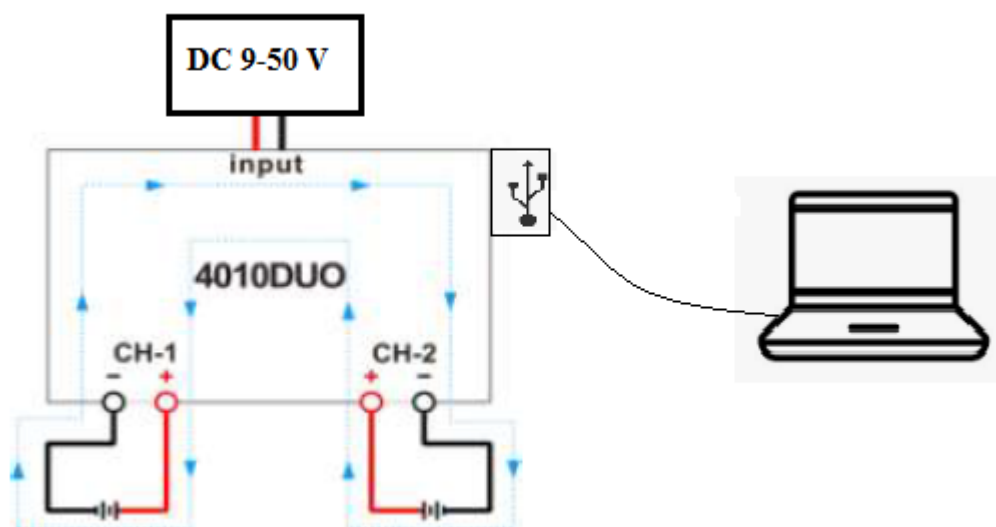 DC 9-50 V
input
4010DUO
CH-1
CH-2
- +
+ -